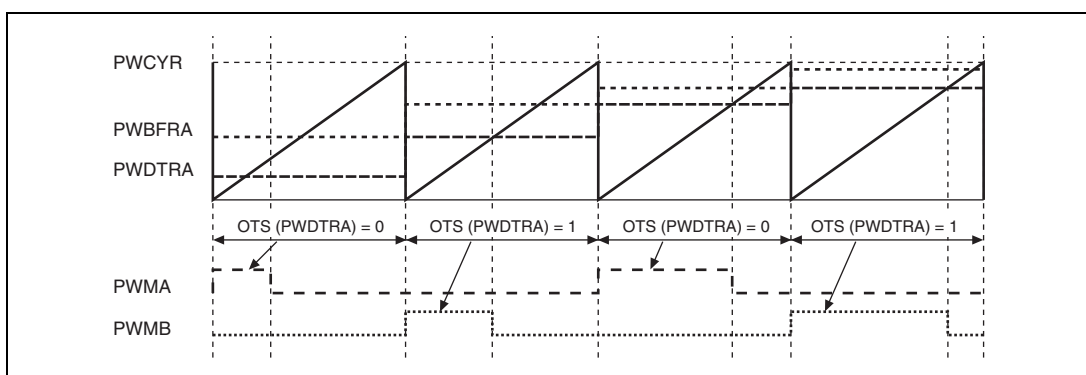 PWCYR
PWBFRA
PWDTRA
OTS (PWDTRA) = 0 OTS (PWDTRA) = 1 OTS (PWDTRA) = 0 OTS (PWDTRA) = 1
PWMA
PWMB